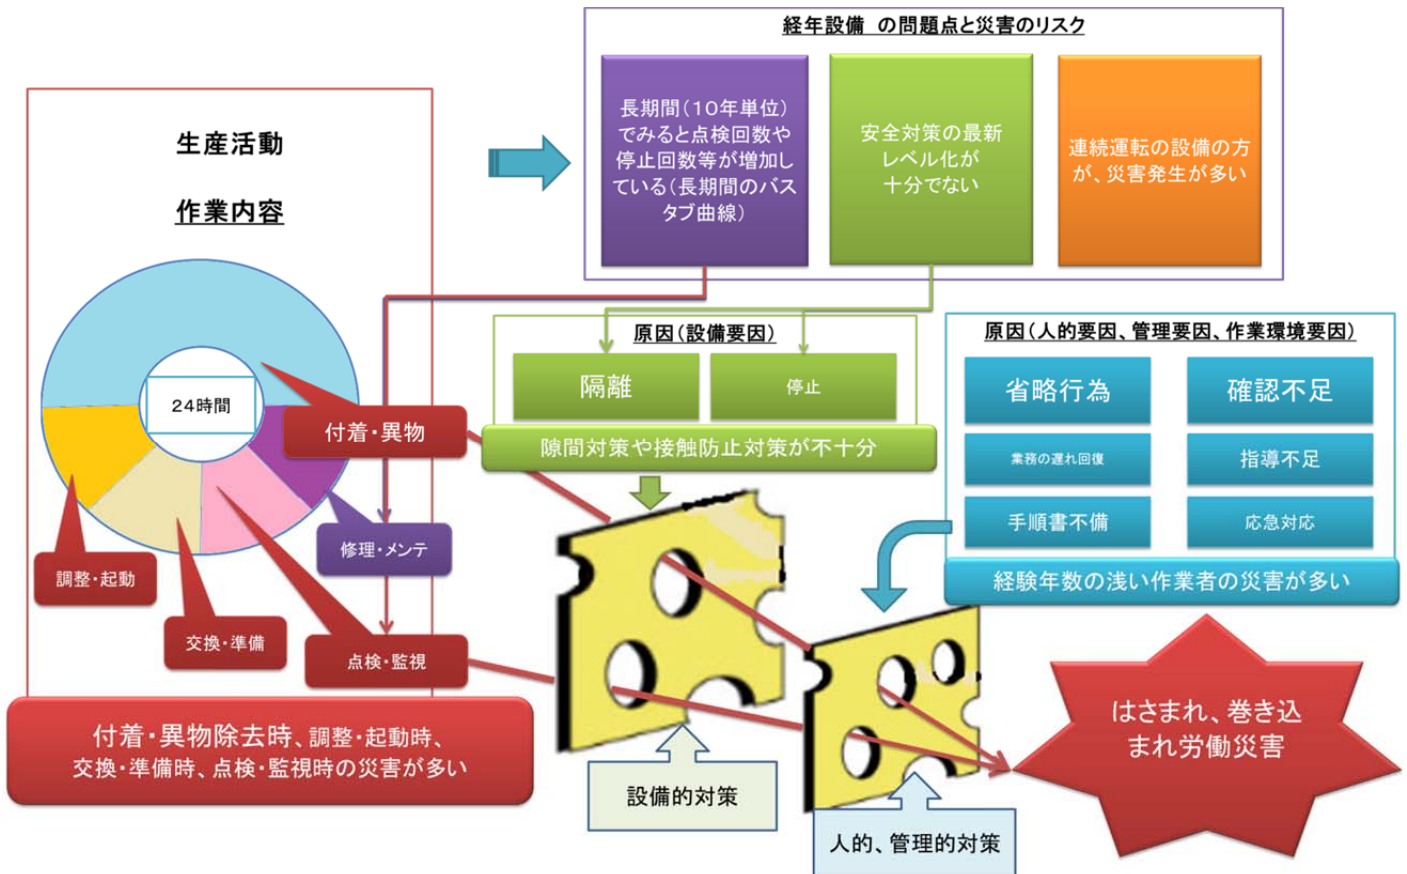 経年設備　の問題点と災害のリスク
長期間（１０年単位）
でみると点検回数や
停止回数等が増加し
ている（長期間のバス
タブ曲線）
安全対策の最新
レベル化が
十分でない
連続運転の設備の方
が、災害発生が多い
生産活動
作業内容
２４時間
付着・異物
修理・メンテ
調整・起動
交換・準備
点検・監視
付着・異物除去時、調整・起動時、
交換・準備時、点検・監視時の災害が多い
原因（設備要因）
隔離
停止
隙間対策や接触防止対策が不十分
原因（人的要因、管理要因、作業環境要因）
省略行為
確認不足
業務の遅れ回復
指導不足
手順書不備
応急対応
経験年数の浅い作業者の災害が多い
設備的対策
人的、管理的対策
はさまれ、巻き込
まれ労働災害